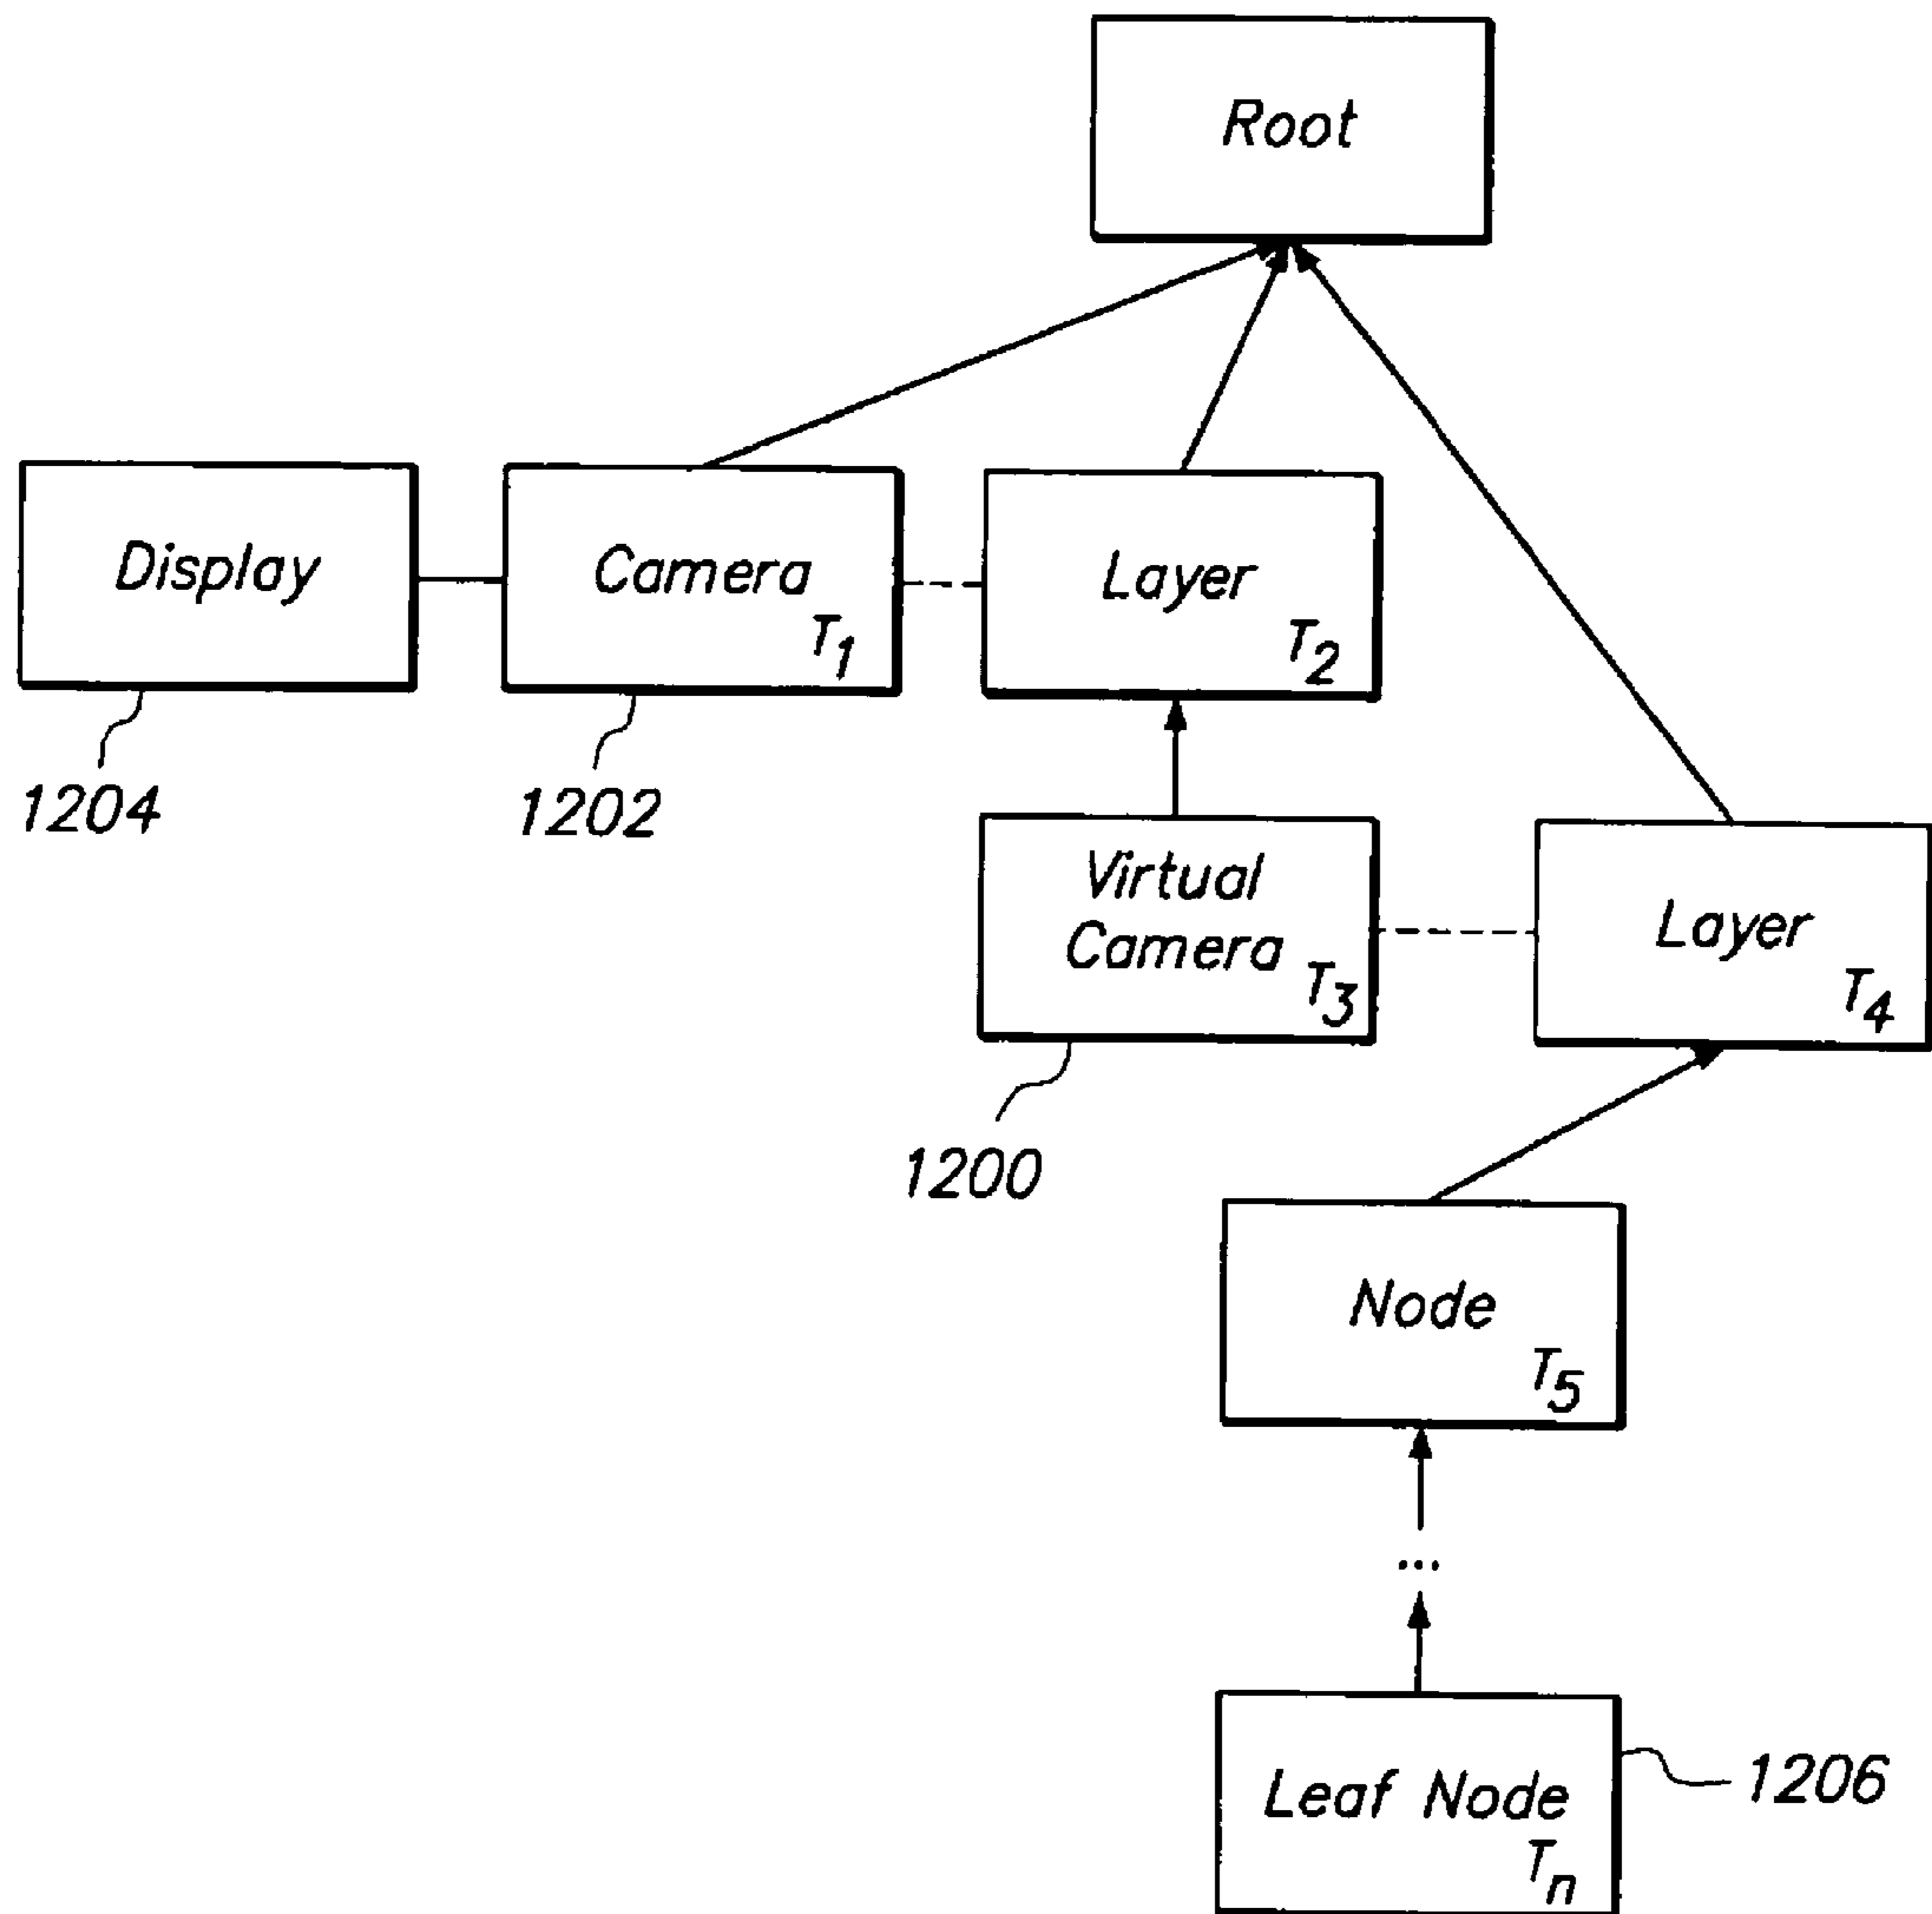 Root
Display
Camera
T1
Layer
T2
1204
1202
Virtual
Camera
T3
Layer
T4
1200
Node
T5
...
Leaf Node
Tn
1206